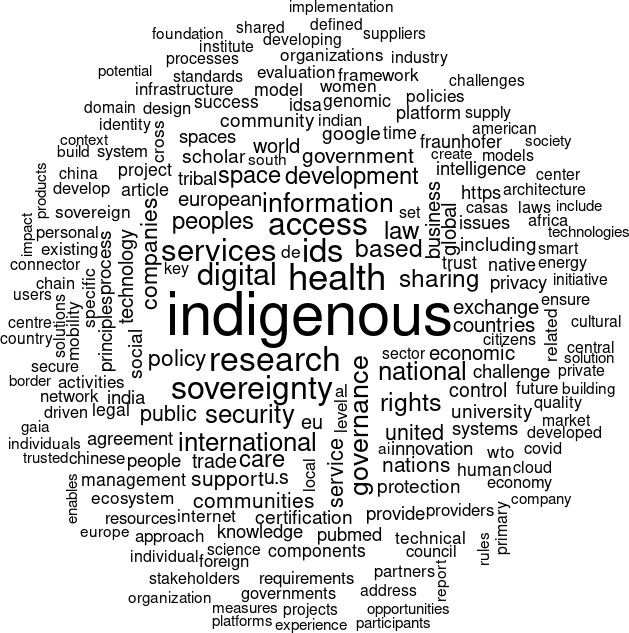 implementation
foundation shared defined suppliers
institute developing
processes organizations industry
potential standards evaluation framework challenges
infrastructure model women
domain design success idsa genomic policies
identity cross community indian google time platform supply
context spaces world fraunhofer american society
build system scholar south government create models
china project tribal space development intelligence center
products develop article european information business https architecture
sovereign peoples access set law global issues casas laws include africa
impact personal process companies technologies
existing technology services de ids based including smart
connector key digital health sharing trust native energy
chain specific principles privacy initiative
users solutions mobility indigenous exchange ensure
centre countries related cultural
country social policy research sector economic citizens central solution
secure sovereignty governance national challenge private
border activities control future building
network india public security level al rights university quality
driven legal eu market
gaia agreement international united systems developed
individuals service ai innovation wto covid
trusted chinese people trade care nations human cloud
management support u.s local protection economy
enables ecosystem communities company
resources internet certification provide providers primary
europe approach knowledge pubmed technical
individual foreign science components council rules
stakeholders requirements partners report
organization governments address
measures projects opportunities
platforms experience participants